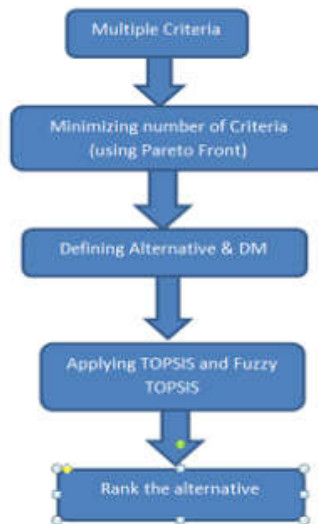 Multiple Criteria
Minimizing number of Criteria
(using Pareto Front)
Defining Alternative & DM
Applying TOPSIS and Fuzzy
TOPSIS
Rank the alternative